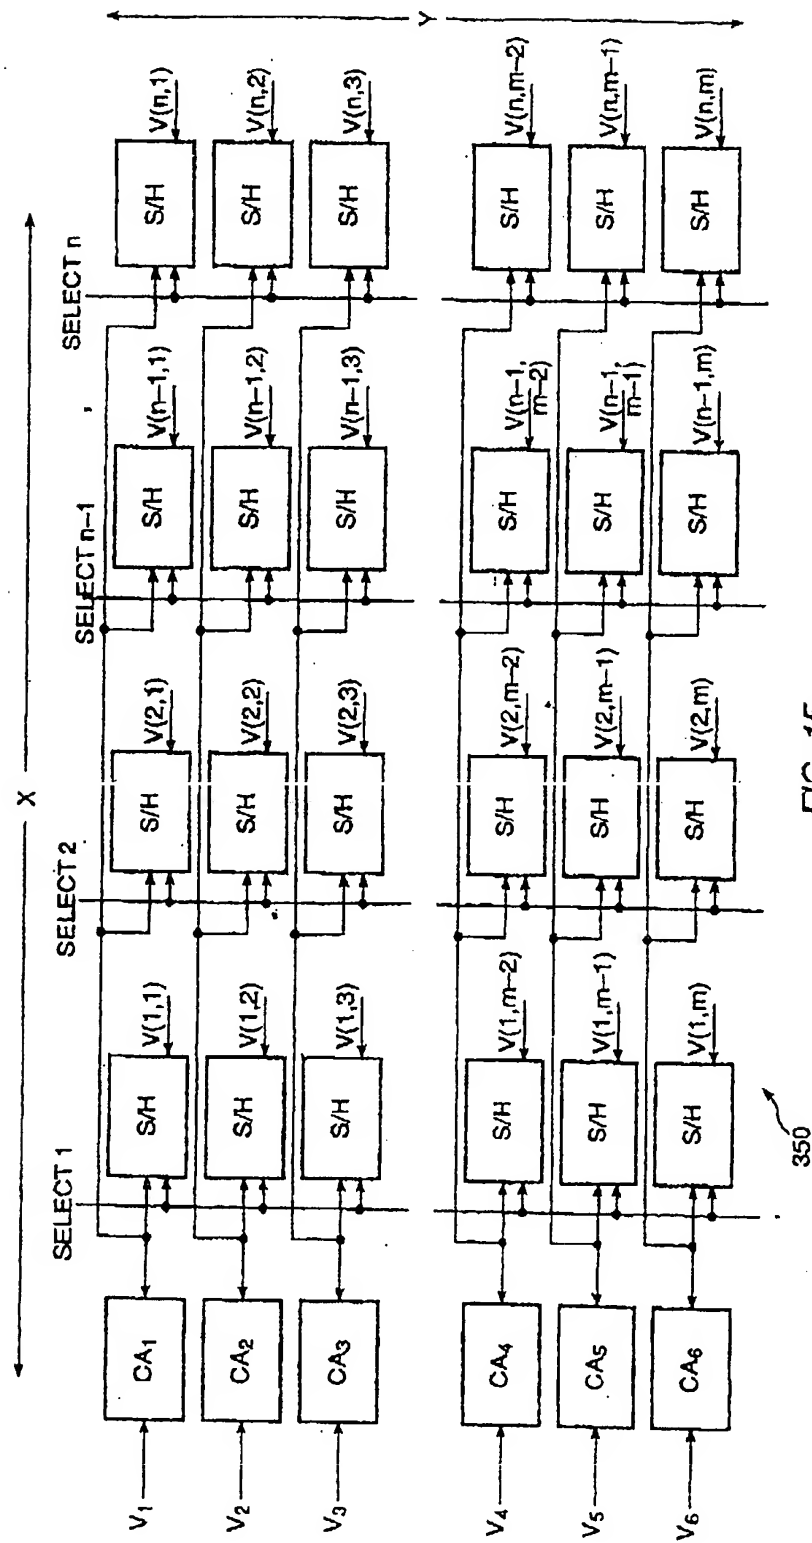 X
Y
SELECT 1
SELECT 2
SELECT n-1
SELECT n
V1
CA1
S/H
V(1,1)
S/H
V(2,1)
S/H
V(n-1,1)
S/H
V(n,1)
V2
CA2
S/H
V(1,2)
S/H
V(2,2)
S/H
V(n-1,2)
S/H
V(n,2)
V3
CA3
S/H
V(1,3)
S/H
V(2,3)
S/H
V(n-1,3)
S/H
V(n,3)
V4
CA4
S/H
V(1,m-2)
S/H
V(2,m-2)
S/H
V(n-1,
m-2)
S/H
V(n,m-2)
V5
CA5
S/H
V(1,m-1)
S/H
V(2,m-1)
S/H
V(n-1,
m-1)
S/H
V(n,m-1)
V6
CA6
S/H
V(1,m)
S/H
V(2,m)
S/H
V(n-1,m)
S/H
V(n,m)
350
FIG. 15